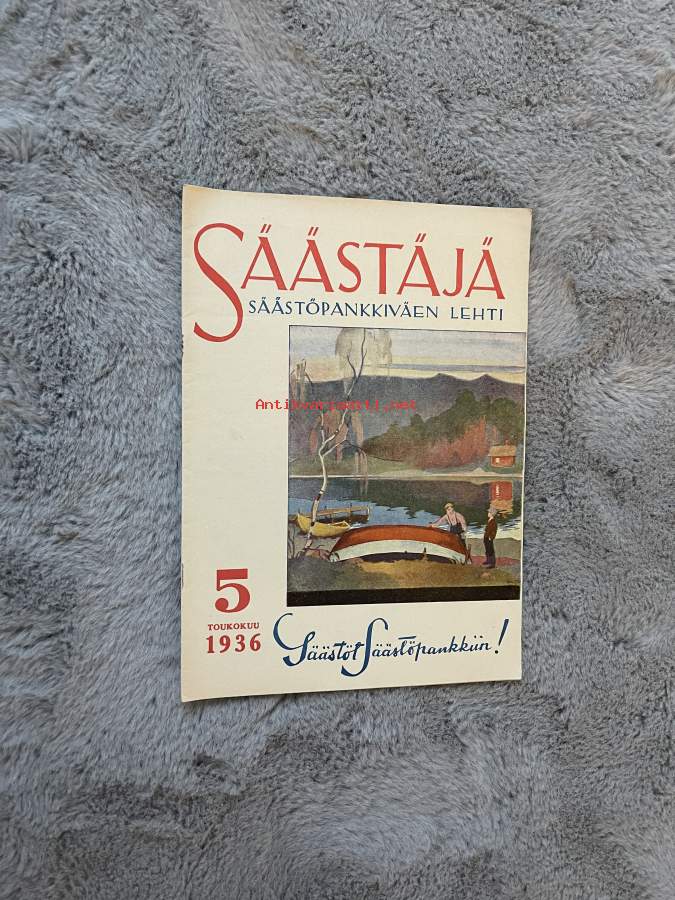 SÄÄSTÄJÄ
SÄÄSTÖPANKKIVÄEN LEHTI
Antikvariaatti.net
5
TOUKOKUU
1936
Säästöt Säästöpankkiin!